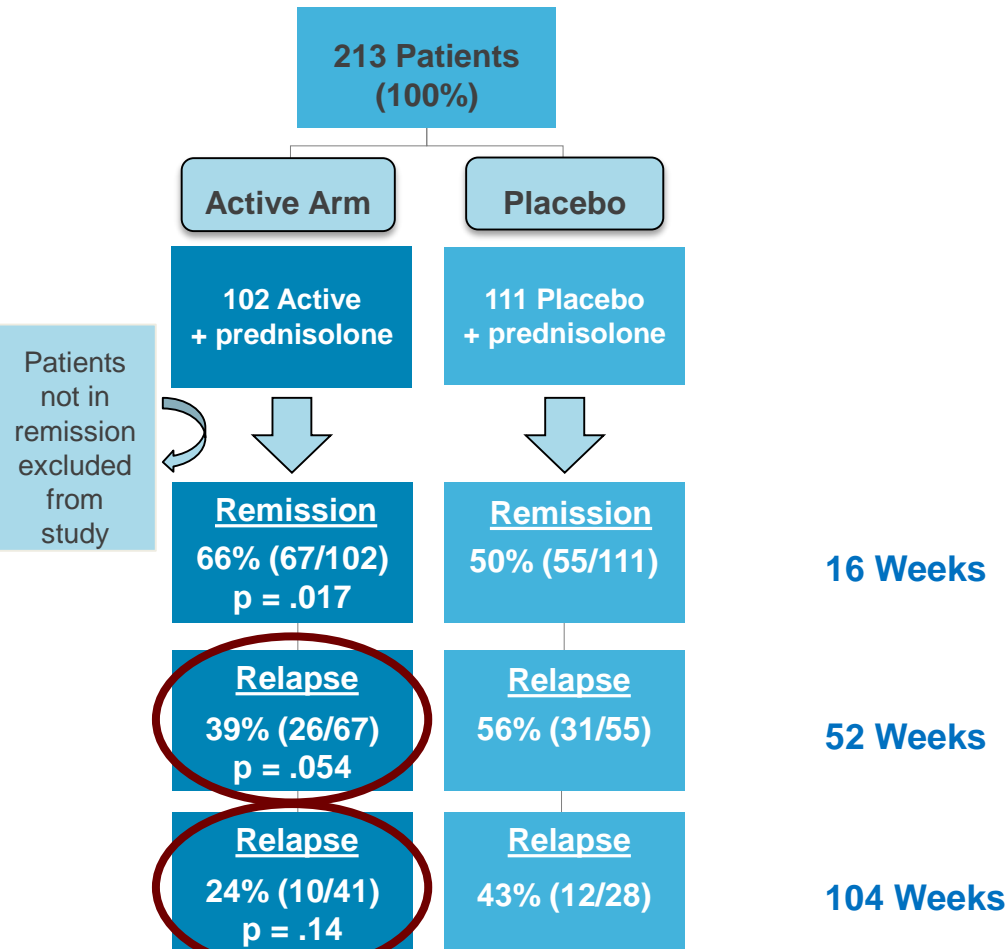 213 Patients
(100%)
Active Arm
Placebo
102 Active
+ prednisolone
111 Placebo
+ prednisolone
Patients
not in
remission
excluded
from
study
Remission
66% (67/102)
p = .017
Remission
50% (55/111)
16 Weeks
Relapse
39% (26/67)
p = .054
Relapse
56% (31/55)
52 Weeks
Relapse
24% (10/41)
p = .14
Relapse
43% (12/28)
104 Weeks